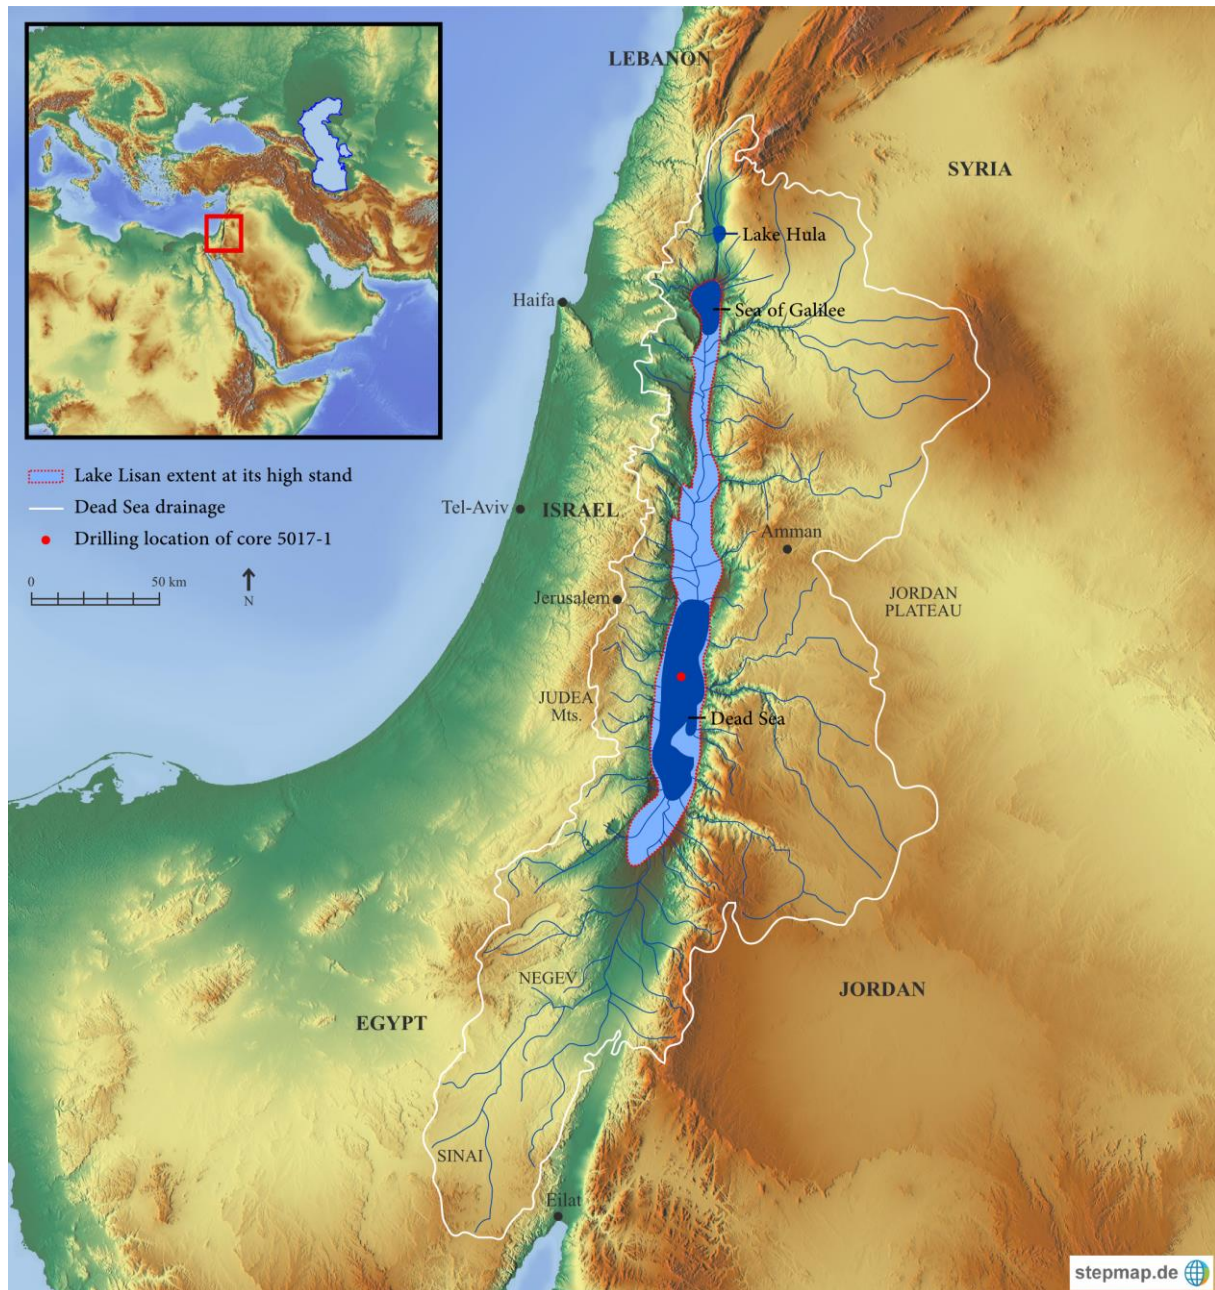 LEBANON
SYRIA
Lake Hula
Haifa
Sea of Galilee
Lake Lisan extent at its high stand
Dead Sea drainage
Drilling location of core 5017-1
0 50 km
N
Tel-Aviv
ISRAEL
Amman
Jerusalem
JORDAN
PLATEAU
JUDEA
Mts.
Dead Sea
NEGEV
EGYPT
JORDAN
SINAI
Eilat
stepmap.de